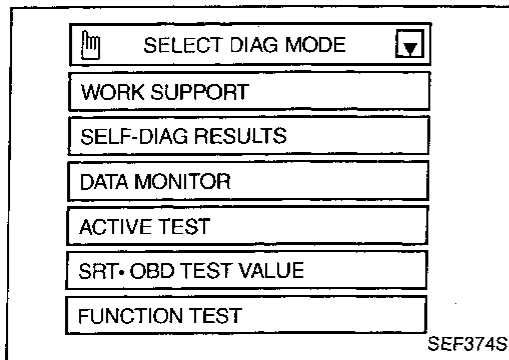 SELECT DIAG MODE
WORK SUPPORT
SELF-DIAG RESULTS
DATA MONITOR
ACTIVE TEST
SRT• OBD TEST VALUE
FUNCTION TEST
SEF374S